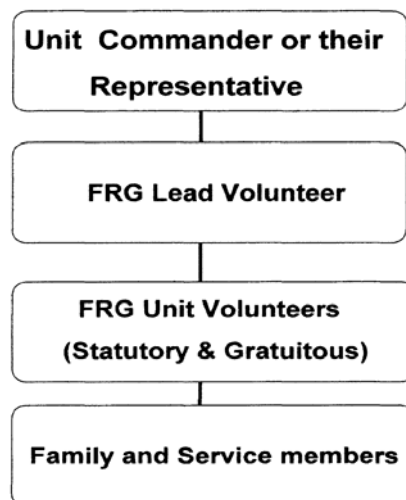 Unit Commander or their
Representative
FRG Lead Volunteer
FRG Unit Volunteers
(Statutory & Gratuitous)
Family and Service members